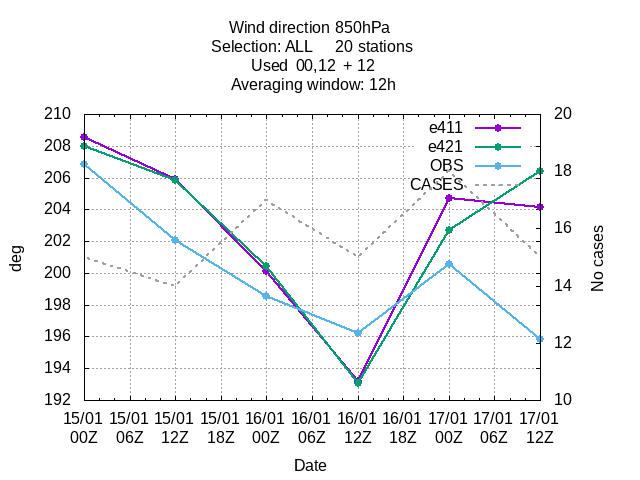 Wind direction 850hPa
Selection: ALL 20 stations
Used 00,12 + 12
Averaging window: 12h
210
208
206
204
202
200
198
196
194
192
deg
20
18
16
14
12
10
No cases
e411
e421
OBS
CASES
15/01 15/01 15/01 15/01 16/01 16/01 16/01 16/01 17/01 17/01 17/01
00Z 06Z 12Z 18Z 00Z 06Z 12Z 18Z 00Z 06Z 12Z
Date